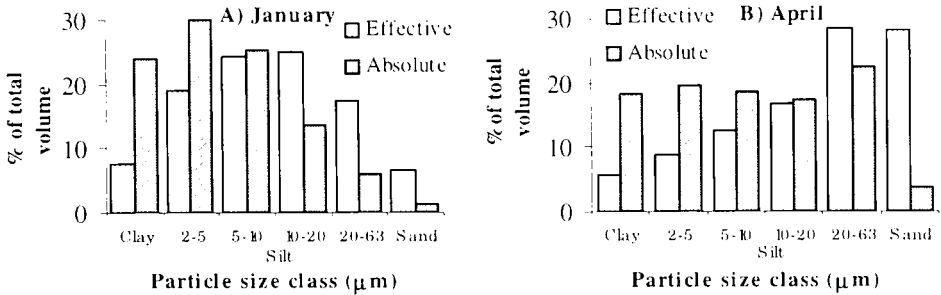 A) January
30
20
10
0
% of total
volume
Effective
Absolute
Clay 2-5 5-10 10-20 20-63 Sand
Silt
Particle size class (μm)
B) April
30
20
10
0
% of total
volume
Effective
Absolute
Clay 2-5 5-10 10-20 20-63 Sand
Silt
Particle size class (μm)